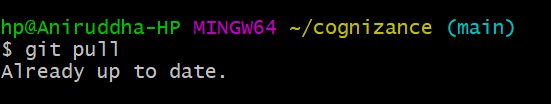 hp@Aniruddha-HP MINGW64 ~/cognizance (main)
$ git pull
Already up to date.